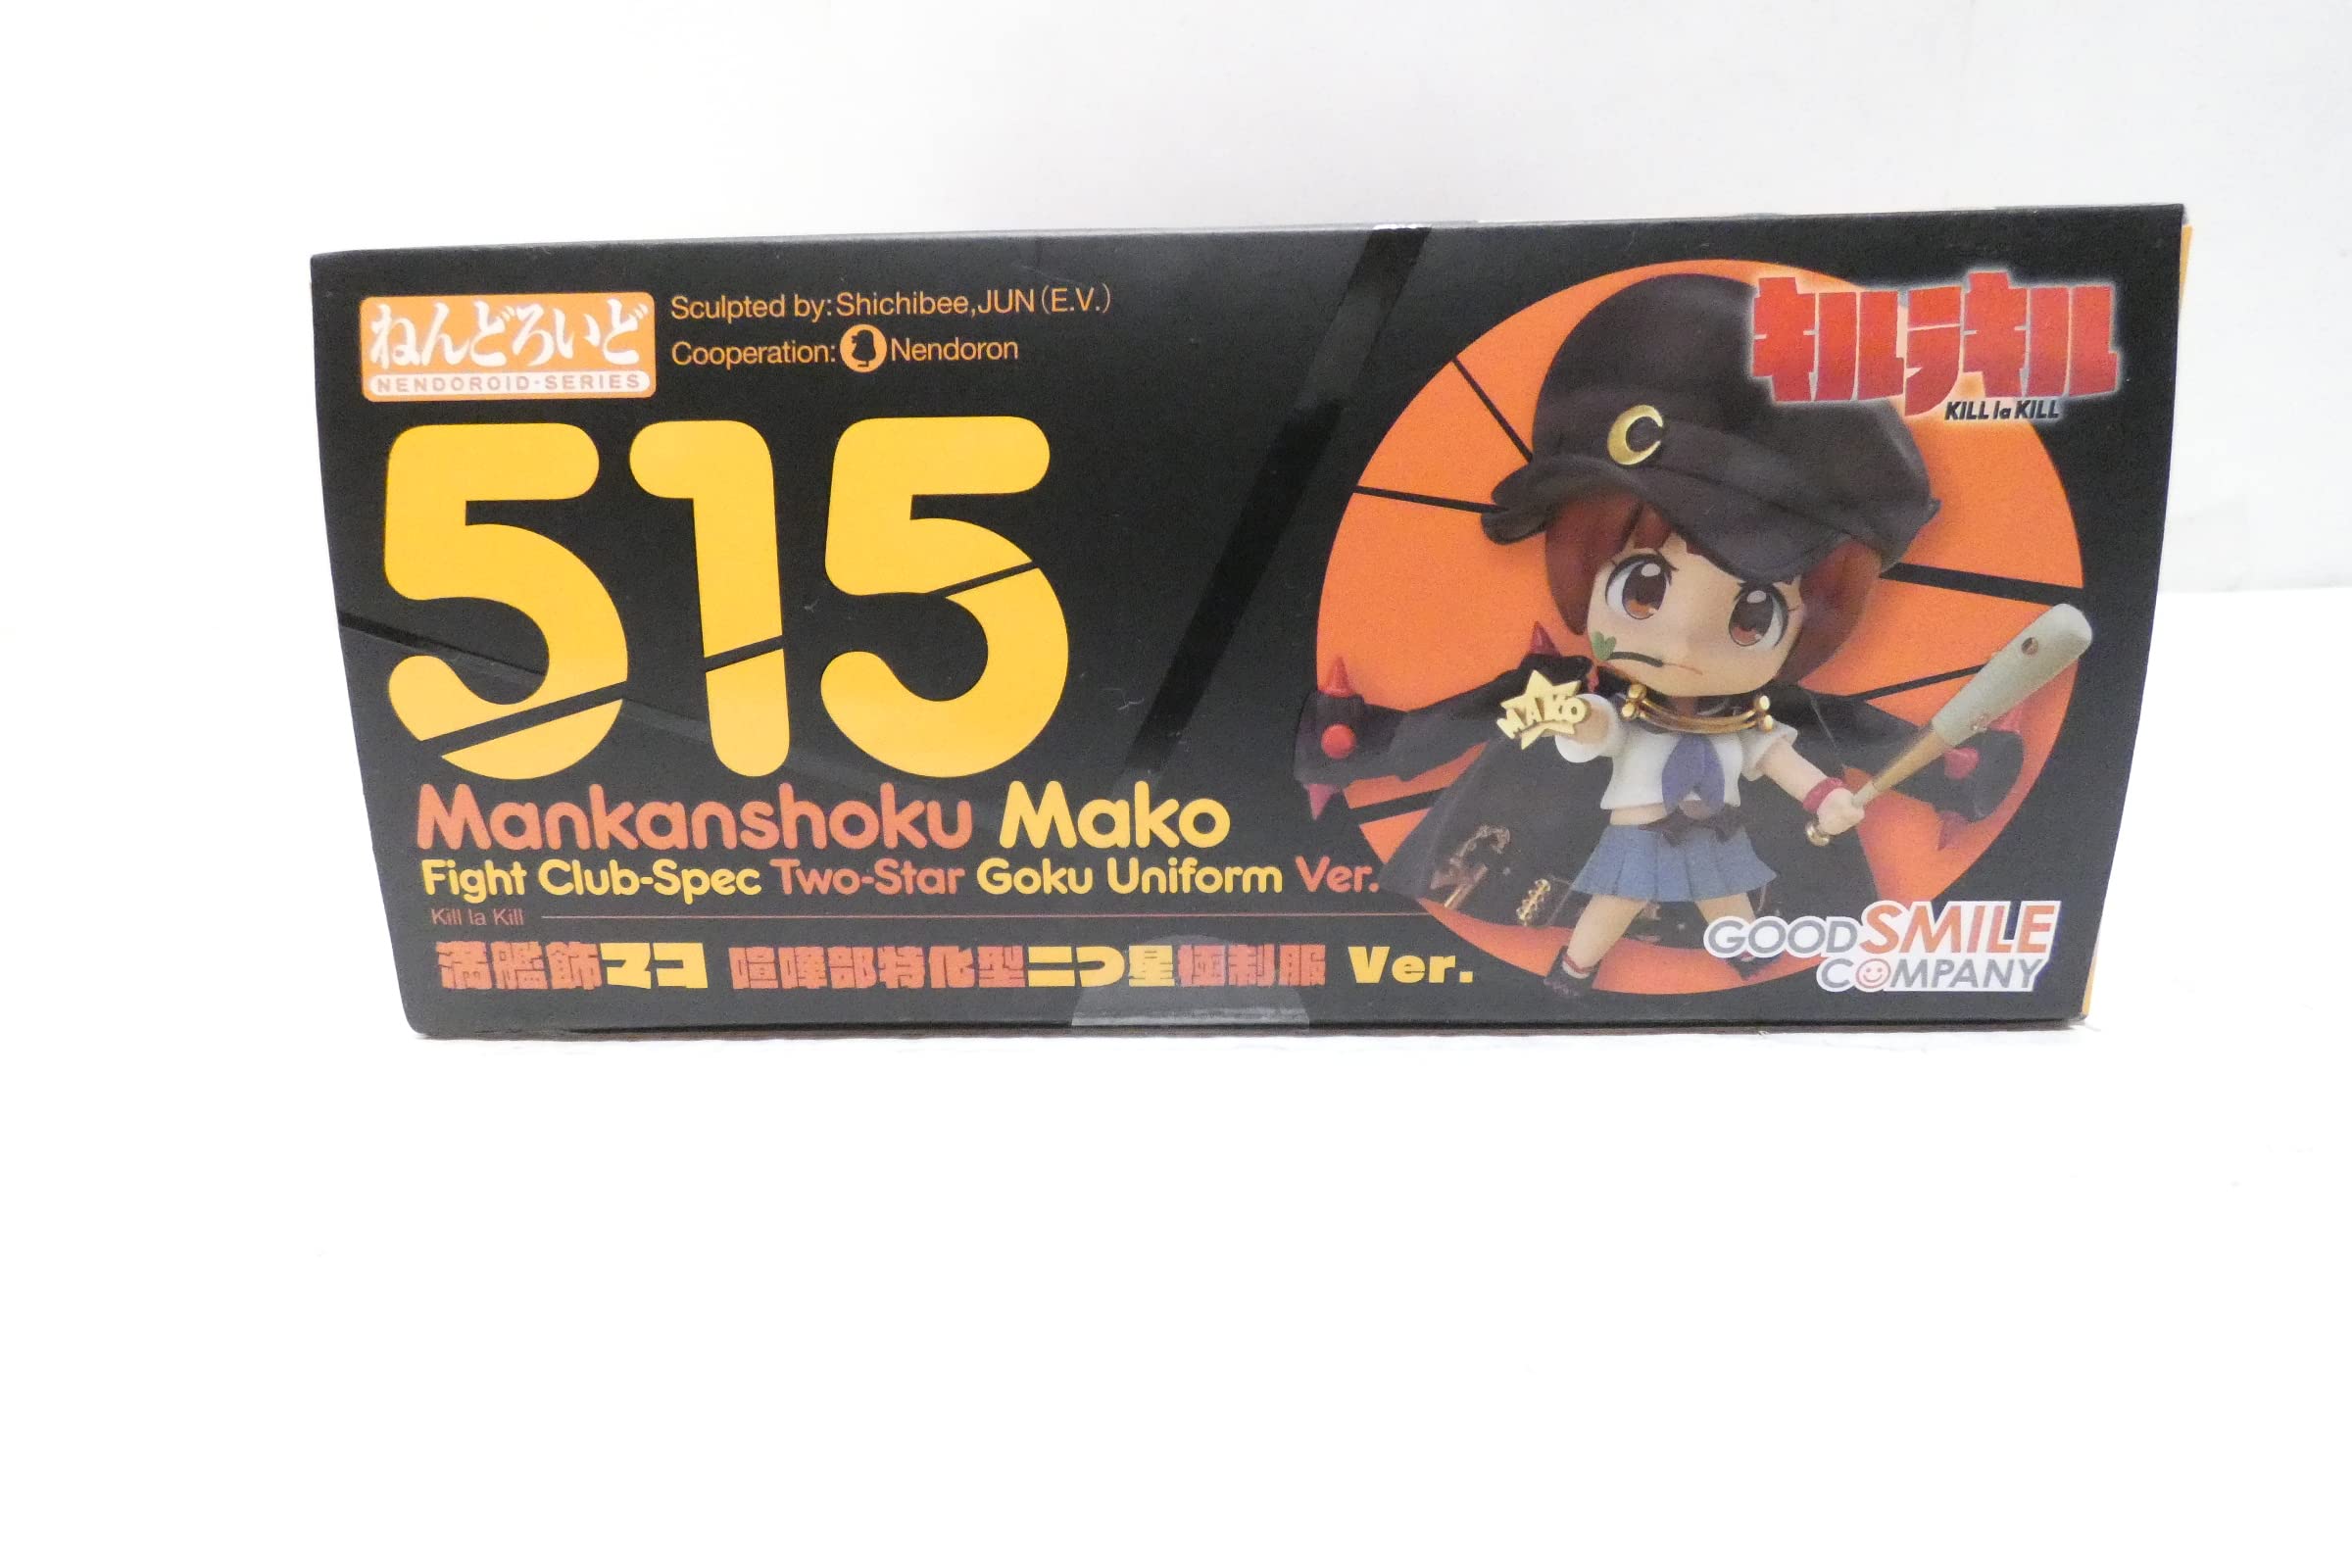 ねんどろいど
NENDOROID・SERIES
Sculpted by: Shichibee,JUN (E.V.)
Cooperation: Nendoron
515
Mankanshoku Mako
Fight Club-Spec Two-Star Goku Uniform Ver.
Kill la Kill
満艦飾マコ 喧嘩部特化型二つ星極制服 Ver.
キルラキル
KILL la KILL
MAKO
GOOD SMILE
COMPANY